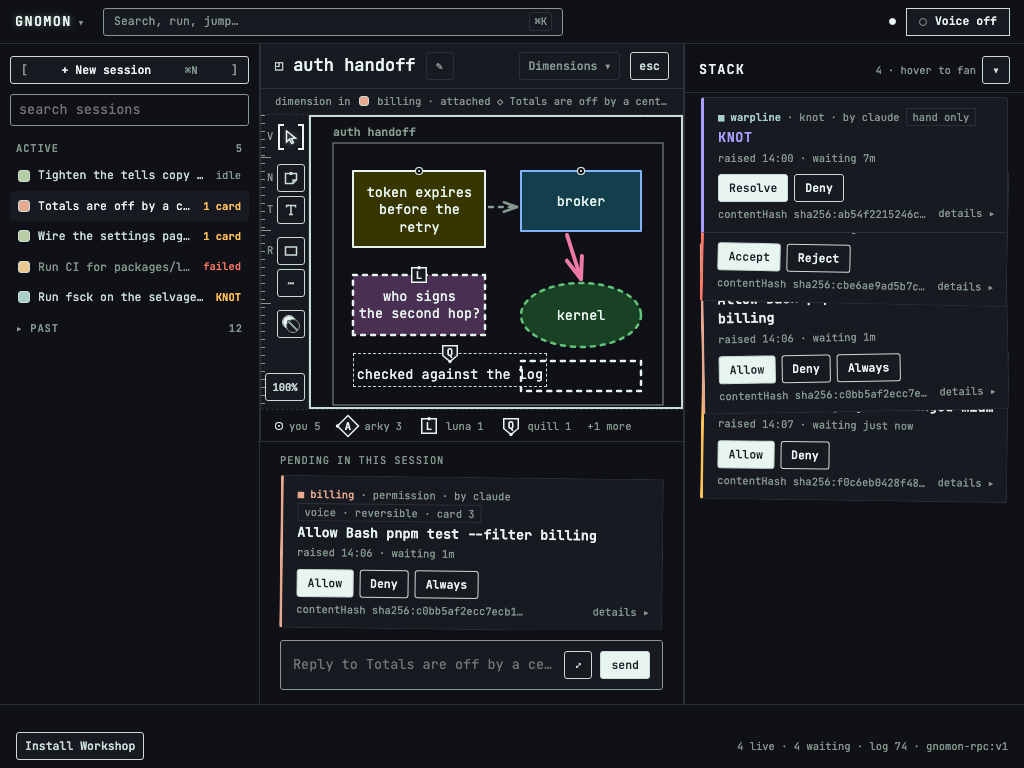 GNOMON ▾
Search, run, jump…
⌘K
○ Voice off
[ + New session ⌘N ]
search sessions
ACTIVE 5
Tighten the tells copy … idle
Totals are off by a c… 1 card
Wire the settings pag… 1 card
Run CI for packages/l… failed
Run fsck on the selvage… KNOT
▸ PAST 12
auth handoff
Dimensions ▾
esc
dimension in billing · attached ◇ Totals are off by a cent…
V
N
T
R
100%
auth handoff
token expires
before the
retry
broker
L
who signs
the second hop?
kernel
Q
checked against the log
you 5
A arky 3
L luna 1
Q quill 1
+1 more
PENDING IN THIS SESSION
■ billing · permission · by claude
voice · reversible · card 3
Allow Bash pnpm test --filter billing
raised 14:06 · waiting 1m
Allow Deny Always
contentHash sha256:c0bb5af2ecc7ecb1… details ▸
Reply to Totals are off by a ce…
send
STACK
4 · hover to fan ▾
■ warpline · knot · by claude hand only
KNOT
raised 14:00 · waiting 7m
Resolve Deny
contentHash sha256:ab54f2215246c… details ▸
Accept Reject
contentHash sha256:cbe6ae9ad5b7c… details ▸
billing
raised 14:06 · waiting 1m
Allow Deny Always
contentHash sha256:c0bb5af2ecc7e… details ▸
raised 14:07 · waiting just now
Allow Deny
contentHash sha256:f0c6eb0428f48… details ▸
Install Workshop
4 live · 4 waiting · log 74 · gnomon-rpc:v1